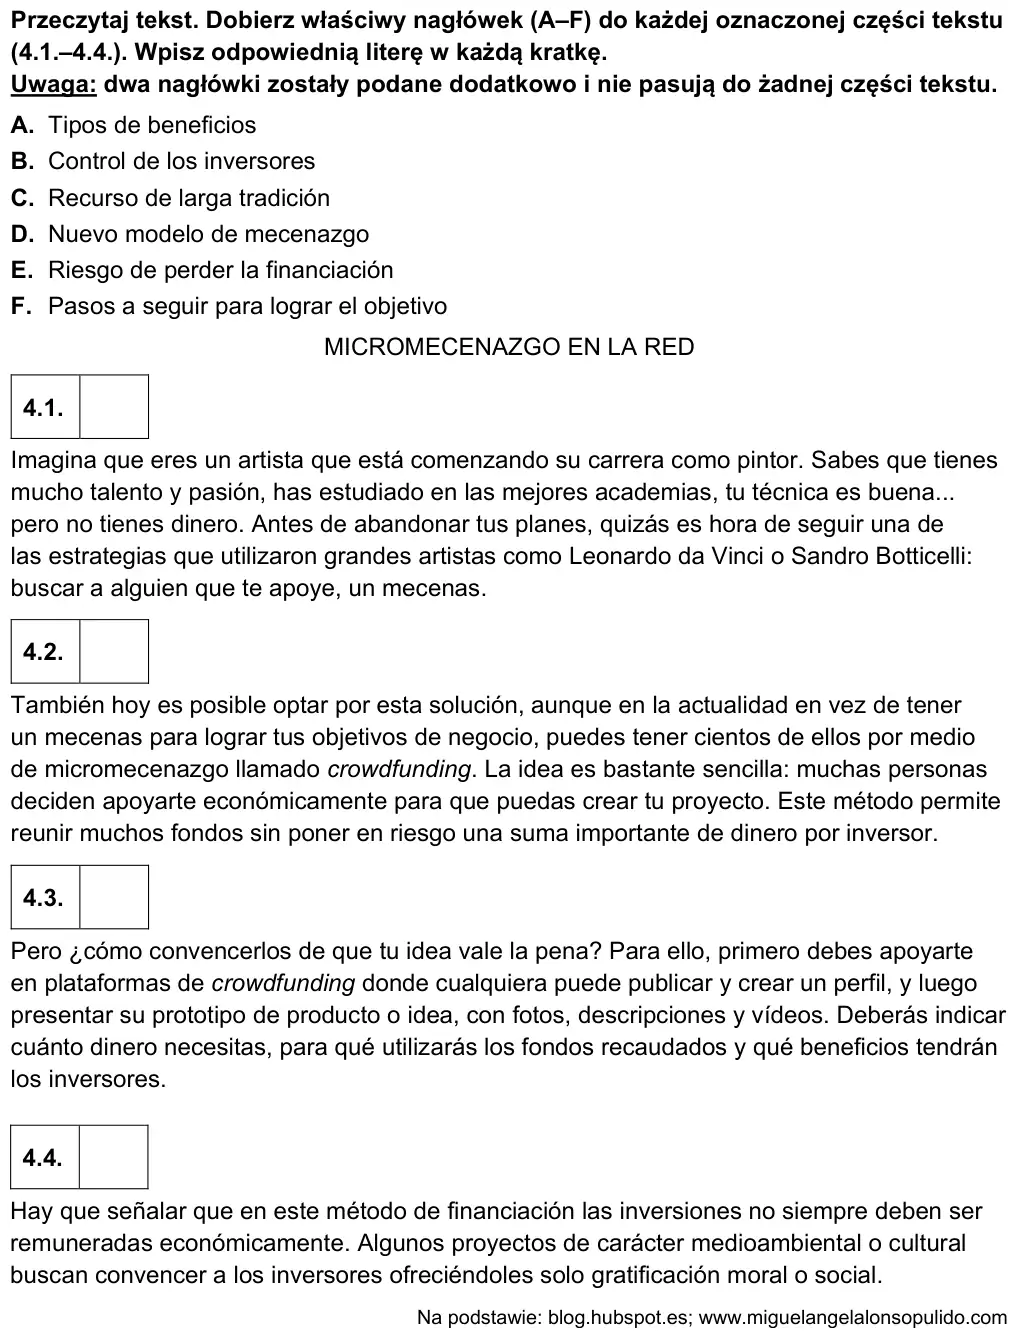 Przeczytaj tekst. Dobierz właściwy nagłówek (A–F) do każdej oznaczonej części tekstu
(4.1.–4.4.). Wpisz odpowiednią literę w każdą kratkę.
Uwaga: dwa nagłówki zostały podane dodatkowo i nie pasują do żadnej części tekstu.
A. Tipos de beneficios
B. Control de los inversores
C. Recurso de larga tradición
D. Nuevo modelo de mecenazgo
E. Riesgo de perder la financiación
F. Pasos a seguir para lograr el objetivo
MICROMECENAZGO EN LA RED
4.1.
Imagina que eres un artista que está comenzando su carrera como pintor. Sabes que tienes
mucho talento y pasión, has estudiado en las mejores academias, tu técnica es buena...
pero no tienes dinero. Antes de abandonar tus planes, quizás es hora de seguir una de
las estrategias que utilizaron grandes artistas como Leonardo da Vinci o Sandro Botticelli:
buscar a alguien que te apoye, un mecenas.
4.2.
También hoy es posible optar por esta solución, aunque en la actualidad en vez de tener
un mecenas para lograr tus objetivos de negocio, puedes tener cientos de ellos por medio
de micromecenazgo llamado crowdfunding. La idea es bastante sencilla: muchas personas
deciden apoyarte económicamente para que puedas crear tu proyecto. Este método permite
reunir muchos fondos sin poner en riesgo una suma importante de dinero por inversor.
4.3.
Pero ¿cómo convencerlos de que tu idea vale la pena? Para ello, primero debes apoyarte
en plataformas de crowdfunding donde cualquiera puede publicar y crear un perfil, y luego
presentar su prototipo de producto o idea, con fotos, descripciones y vídeos. Deberás indicar
cuánto dinero necesitas, para qué utilizarás los fondos recaudados y qué beneficios tendrán
los inversores.
4.4.
Hay que señalar que en este método de financiación las inversiones no siempre deben ser
remuneradas económicamente. Algunos proyectos de carácter medioambiental o cultural
buscan convencer a los inversores ofreciéndoles solo gratificación moral o social.
Na podstawie: blog.hubspot.es; www.miguelangelalonsopulido.com